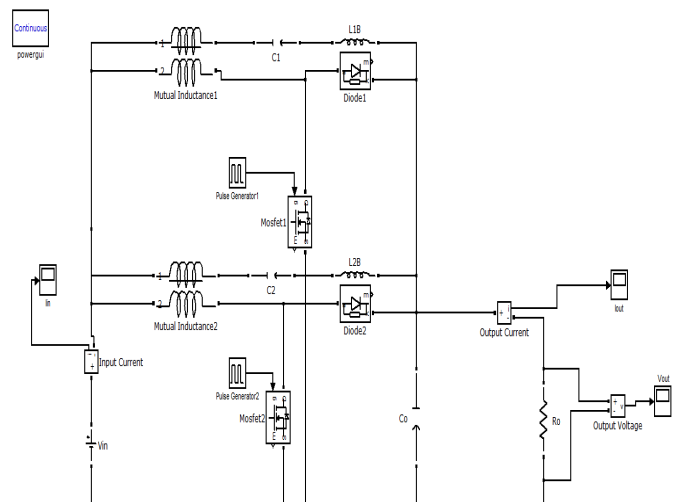 Continuous
powergui
1
2
Mutual Inductance1
C1
L1B
m
Diode1
Pulse Generator1
Mosfet1
g
D
E
S
Iin
1
2
Mutual Inductance2
C2
L2B
m
Diode2
Input Current
-
i
+
Pulse Generator2
Mosfet2
g
D
E
S
Vin
+
Co
+
i
-
Output Current
Iout
Ro
+
-
v
Output Voltage
Vout